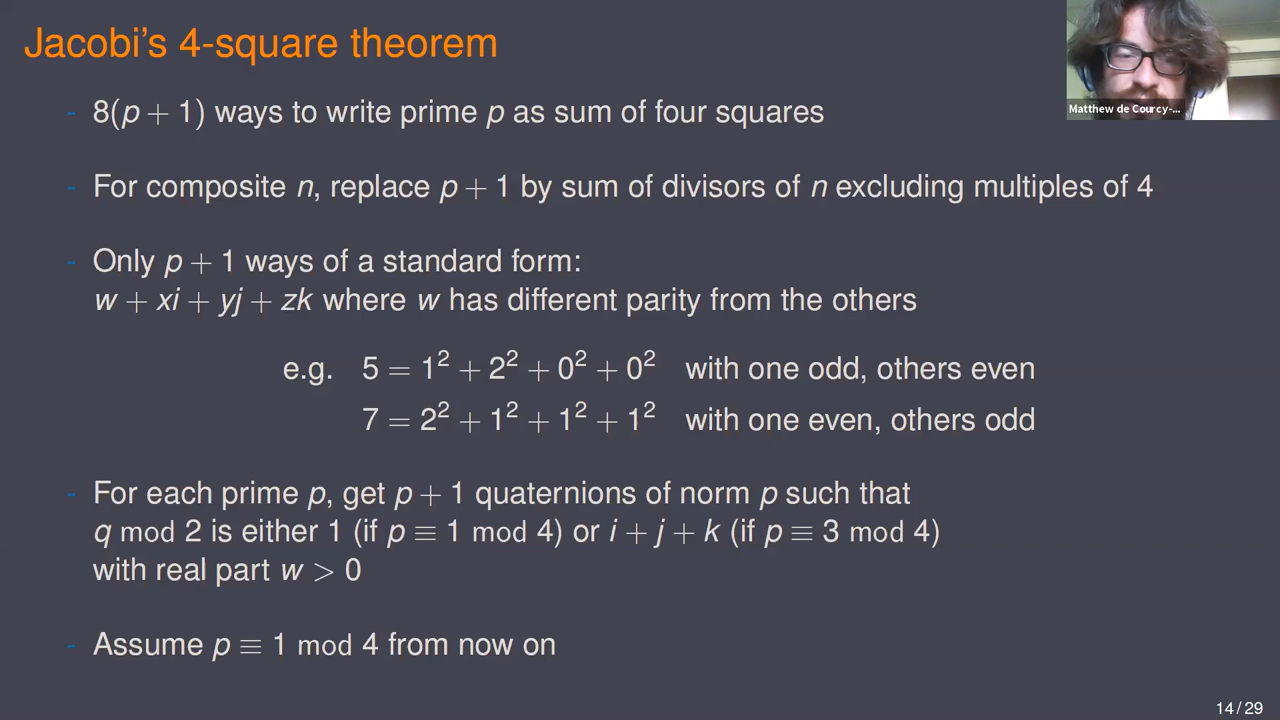 Jacobi's 4-square theorem
Matthew de Courcy-...
- 8(p + 1) ways to write prime p as sum of four squares
- For composite n, replace p + 1 by sum of divisors of n excluding multiples of 4
- Only p + 1 ways of a standard form:
w + xi + yj + zk where w has different parity from the others
e.g. 5 = 1² + 2² + 0² + 0² with one odd, others even
7 = 2² + 1² + 1² + 1² with one even, others odd
- For each prime p, get p + 1 quaternions of norm p such that
q mod 2 is either 1 (if p ≡ 1 mod 4) or i + j + k (if p ≡ 3 mod 4)
with real part w > 0
- Assume p ≡ 1 mod 4 from now on
14 / 29